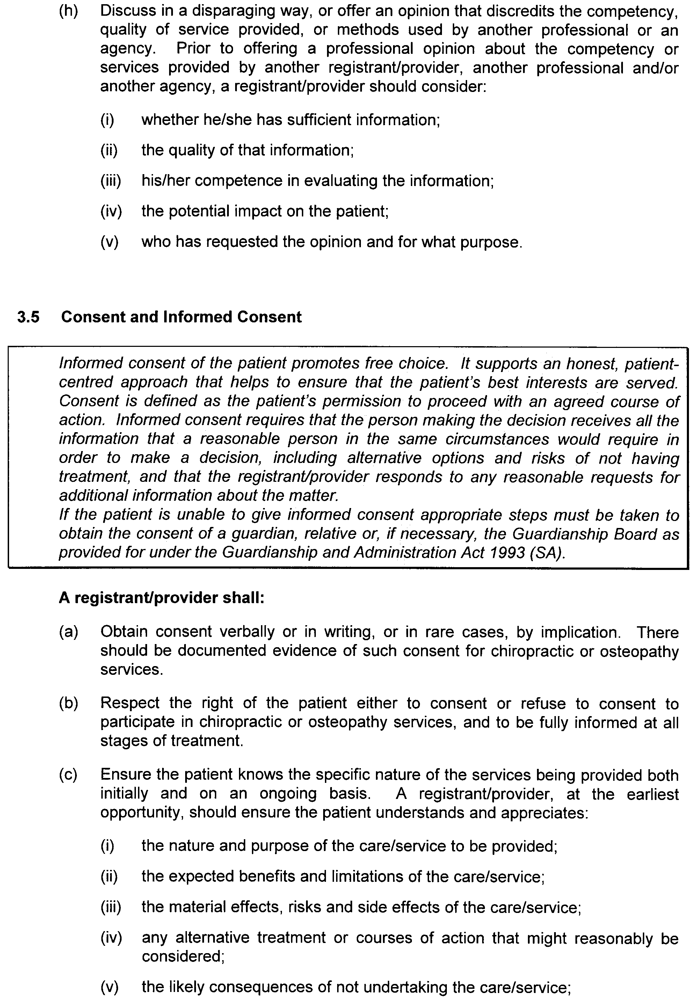 (h) Discuss in a disparaging way, or offer an opinion that discredits the competency,
quality of service provided, or methods used by another professional or an
agency. Prior to offering a professional opinion about the competency or
services provided by another registrant/provider, another professional and/or
another agency, a registrant/provider should consider:
(i) whether he/she has sufficient information;
(ii) the quality of that information;
(iii) his/her competence in evaluating the information;
(iv) the potential impact on the patient;
(v) who has requested the opinion and for what purpose.
3.5 Consent and Informed Consent
Informed consent of the patient promotes free choice. It supports an honest, patient-
centred approach that helps to ensure that the patient's best interests are served.
Consent is defined as the patient's permission to proceed with an agreed course of
action. Informed consent requires that the person making the decision receives all the
information that a reasonable person in the same circumstances would require in
order to make a decision, including alternative options and risks of not having
treatment, and that the registrant/provider responds to any reasonable requests for
additional information about the matter.
If the patient is unable to give informed consent appropriate steps must be taken to
obtain the consent of a guardian, relative or, if necessary, the Guardianship Board as
provided for under the Guardianship and Administration Act 1993 (SA).
A registrant/provider shall:
(a) Obtain consent verbally or in writing, or in rare cases, by implication. There
should be documented evidence of such consent for chiropractic or osteopathy
services.
(b) Respect the right of the patient either to consent or refuse to consent to
participate in chiropractic or osteopathy services, and to be fully informed at all
stages of treatment.
(c) Ensure the patient knows the specific nature of the services being provided both
initially and on an ongoing basis. A registrant/provider, at the earliest
opportunity, should ensure the patient understands and appreciates:
(i) the nature and purpose of the care/service to be provided;
(ii) the expected benefits and limitations of the care/service;
(iii) the material effects, risks and side effects of the care/service;
(iv) any alternative treatment or courses of action that might reasonably be
considered;
(v) the likely consequences of not undertaking the care/service;